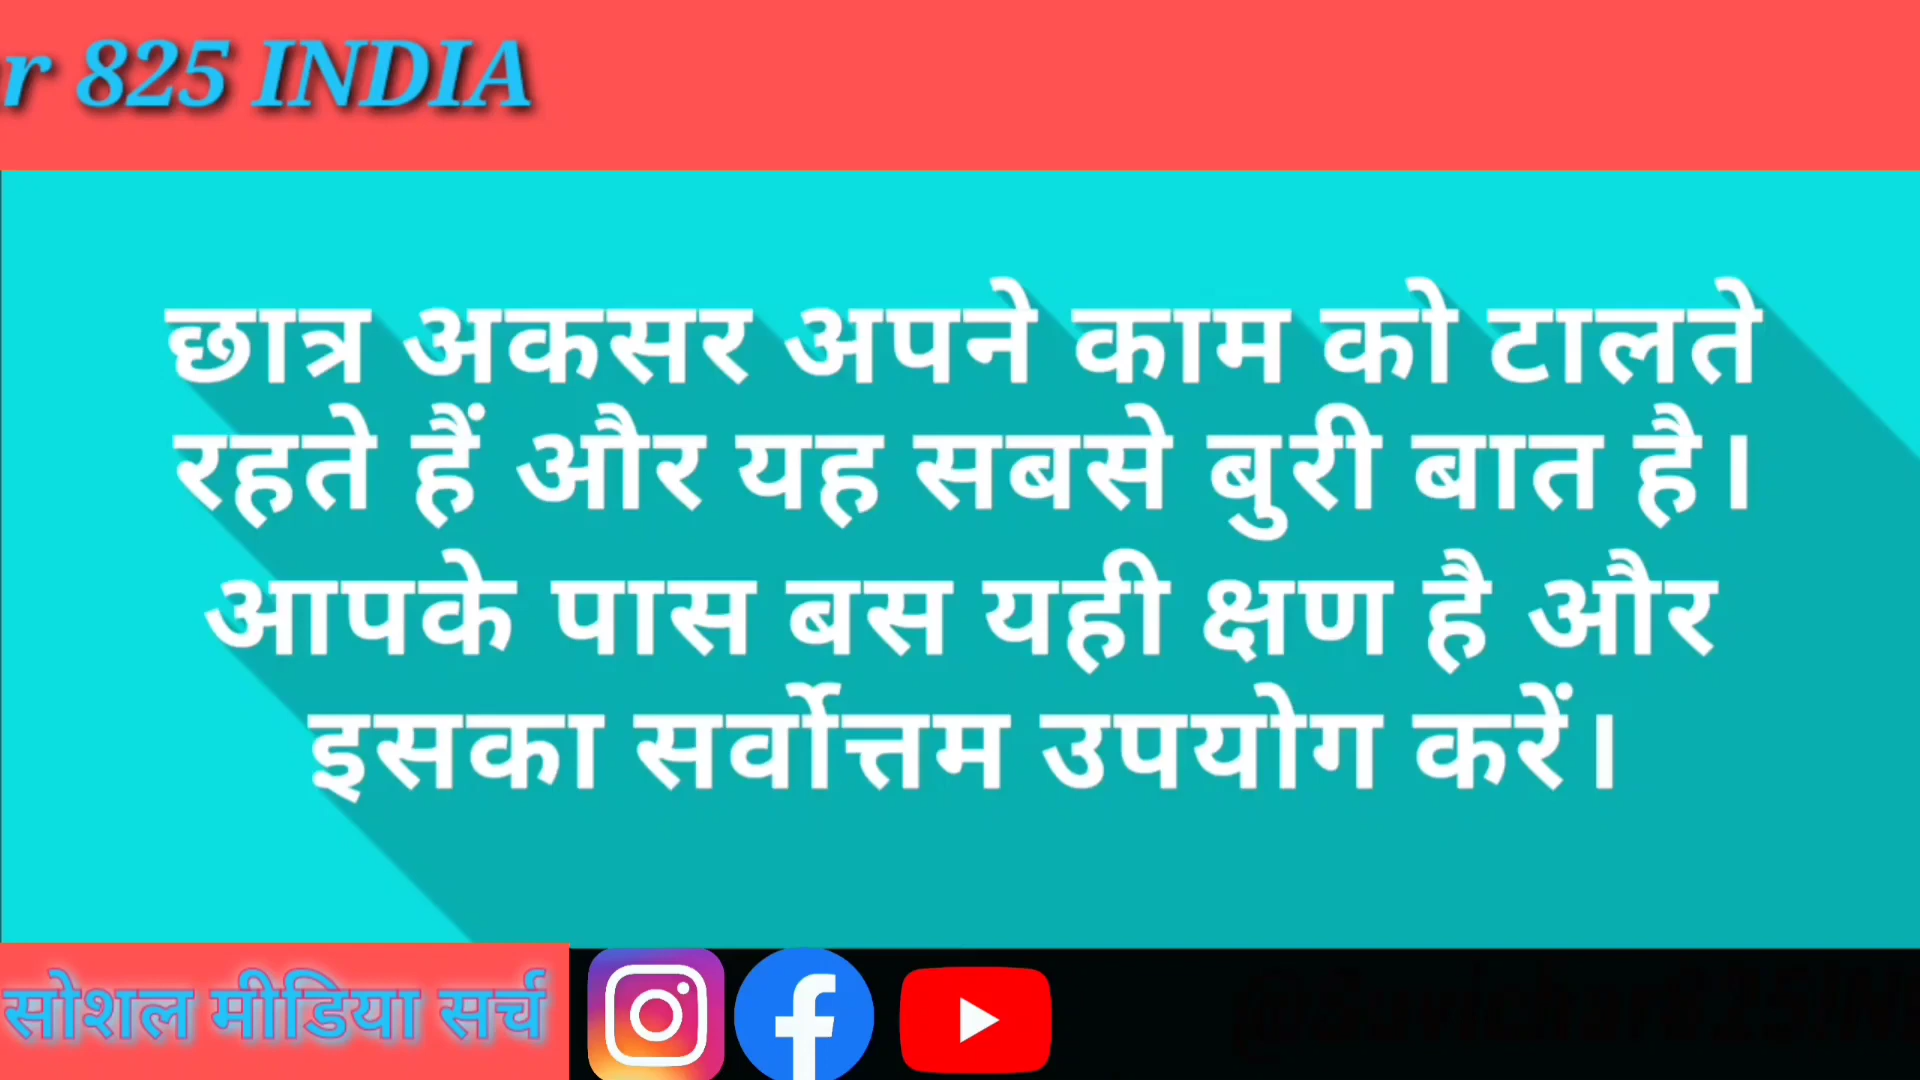 r 825 INDIA
छात्र अकसर अपने काम को टालते
रहते हैं और यह सबसे बुरी बात है।
आपके पास बस यही क्षण है और
इसका सर्वोत्तम उपयोग करें।
सोशल मीडिया सर्च